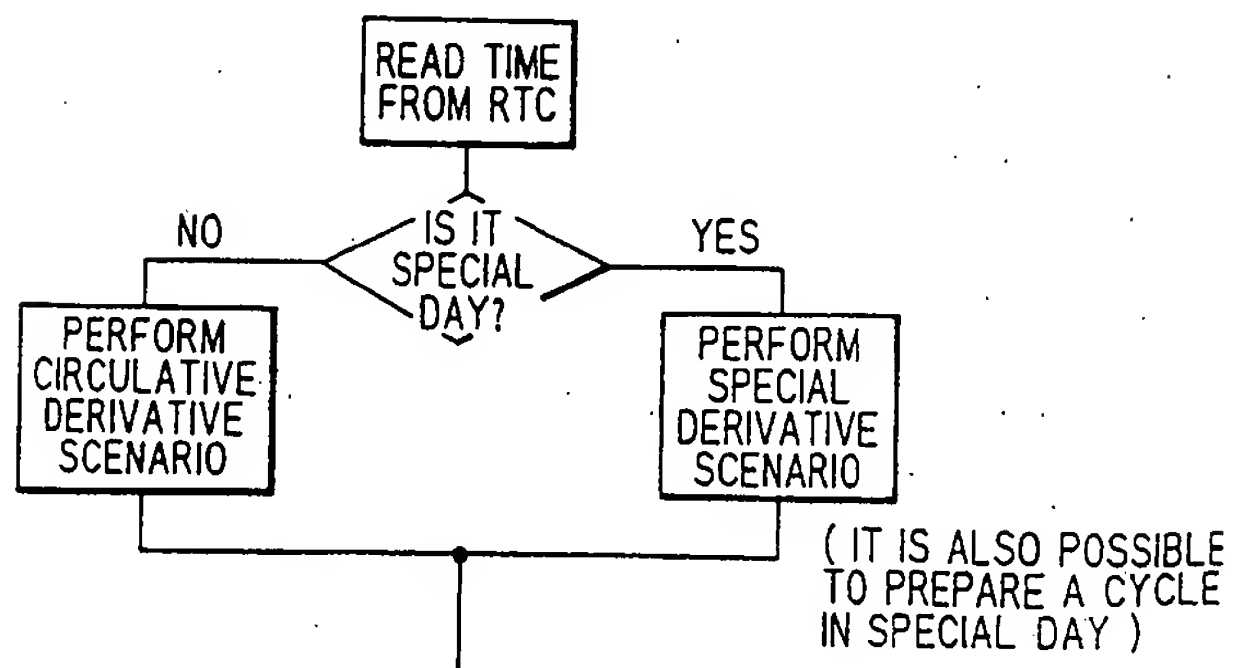 READ TIME
FROM RTC
IS IT
SPECIAL
DAY?
NO
YES
PERFORM
CIRCULATIVE
DERIVATIVE
SCENARIO
PERFORM
SPECIAL
DERIVATIVE
SCENARIO
( IT IS ALSO POSSIBLE
TO PREPARE A CYCLE
IN SPECIAL DAY )